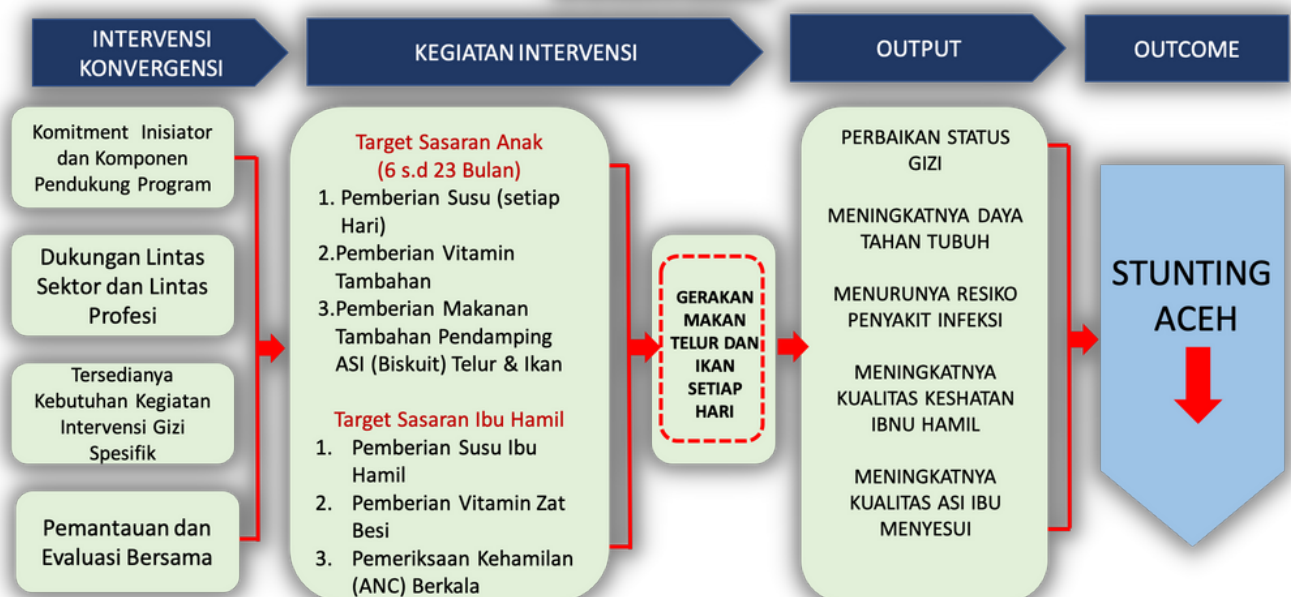 INTERVENSI
KONVERGENSI
KEGIATAN INTERVENSI
OUTPUT
OUTCOME
Komitment Inisiator
dan Komponen
Pendukung Program
Dukungan Lintas
Sektor dan Lintas
Profesi
Tersedianya
Kebutuhan Kegiatan
Intervensi Gizi
Spesifik
Pemantauan dan
Evaluasi Bersama
Target Sasaran Anak
(6 s.d 23 Bulan)
1. Pemberian Susu (setiap
Hari)
2.Pemberian Vitamin
Tambahan
3.Pemberian Makanan
Tambahan Pendamping
ASI (Biskuit) Telur & Ikan
Target Sasaran Ibu Hamil
1. Pemberian Susu Ibu
Hamil
2. Pemberian Vitamin Zat
Besi
3. Pemeriksaan Kehamilan
(ANC) Berkala
GERAKAN
MAKAN
TELUR DAN
IKAN
SETIAP
HARI
PERBAIKAN STATUS
GIZI
MENINGKATNYA DAYA
TAHAN TUBUH
MENURUNYA RESIKO
PENYAKIT INFEKSI
MENINGKATNYA
KUALITAS KESHATAN
IBNU HAMIL
MENINGKATNYA
KUALITAS ASI IBU
MENYESUI
STUNTING
ACEH